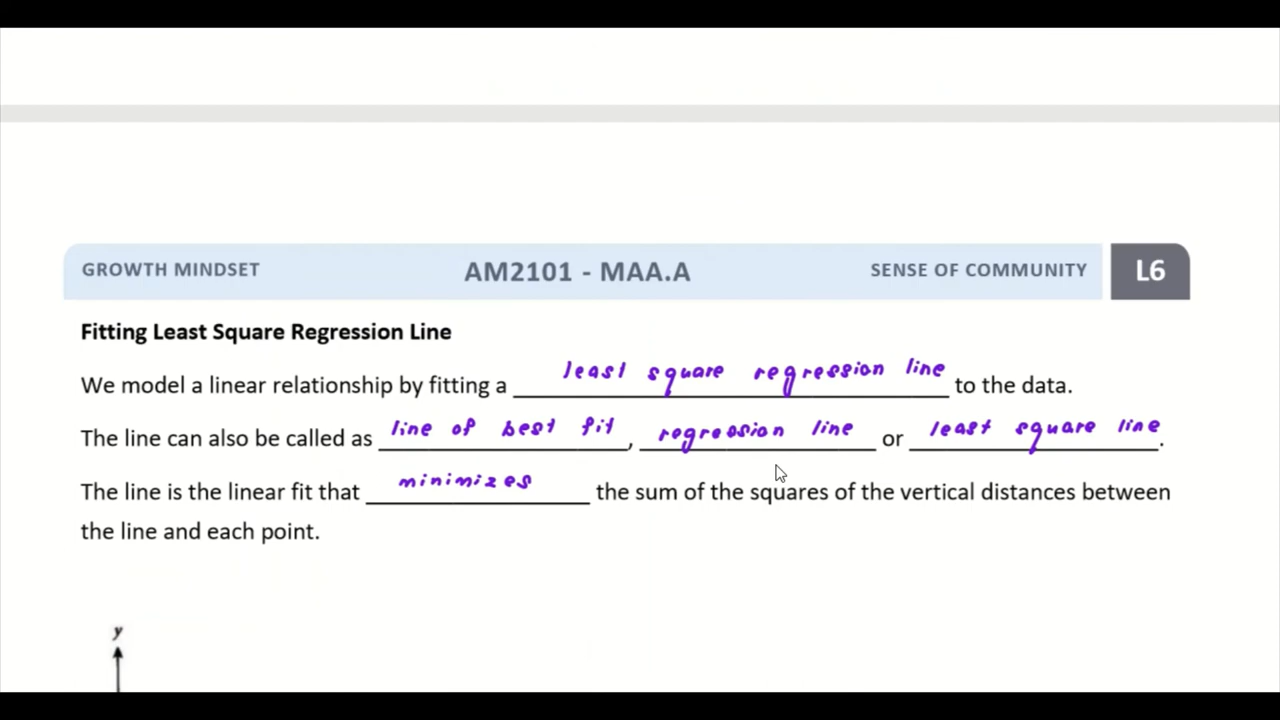 GROWTH MINDSET AM2101 - MAA.A SENSE OF COMMUNITY L6
Fitting Least Square Regression Line
We model a linear relationship by fitting a least square regression line to the data.
The line can also be called as line of best fit, regression line or least square line.
The line is the linear fit that minimizes the sum of the squares of the vertical distances between
the line and each point.
y